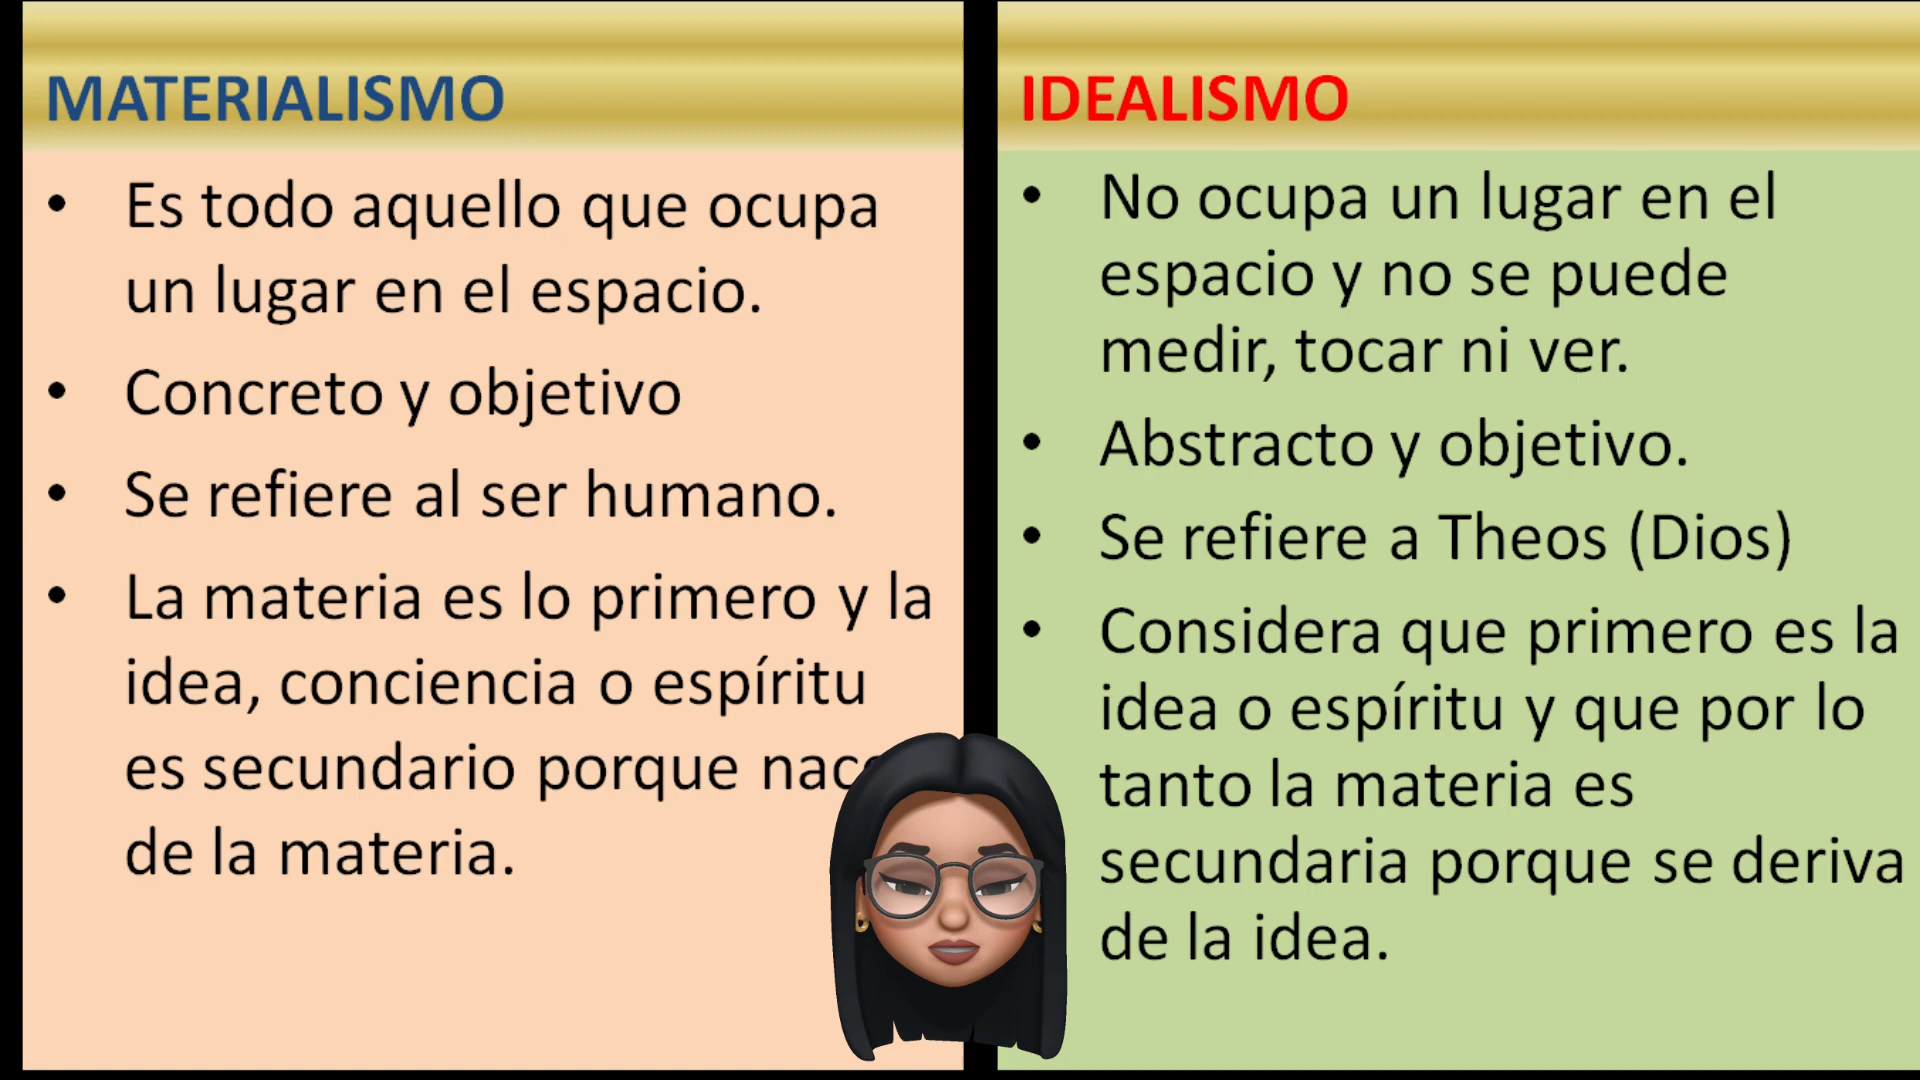 MATERIALISMO
• Es todo aquello que ocupa
un lugar en el espacio.
• Concreto y objetivo
• Se refiere al ser humano.
• La materia es lo primero y la
idea, conciencia o espíritu
es secundario porque
de la materia.
IDEALISMO
• No ocupa un lugar en el
espacio y no se puede
medir, tocar ni ver.
• Abstracto y objetivo.
• Se refiere a Theos (Dios)
• Considera que primero es la
idea o espíritu y que por lo
tanto la materia es
secundaria porque se deriva
de la idea.